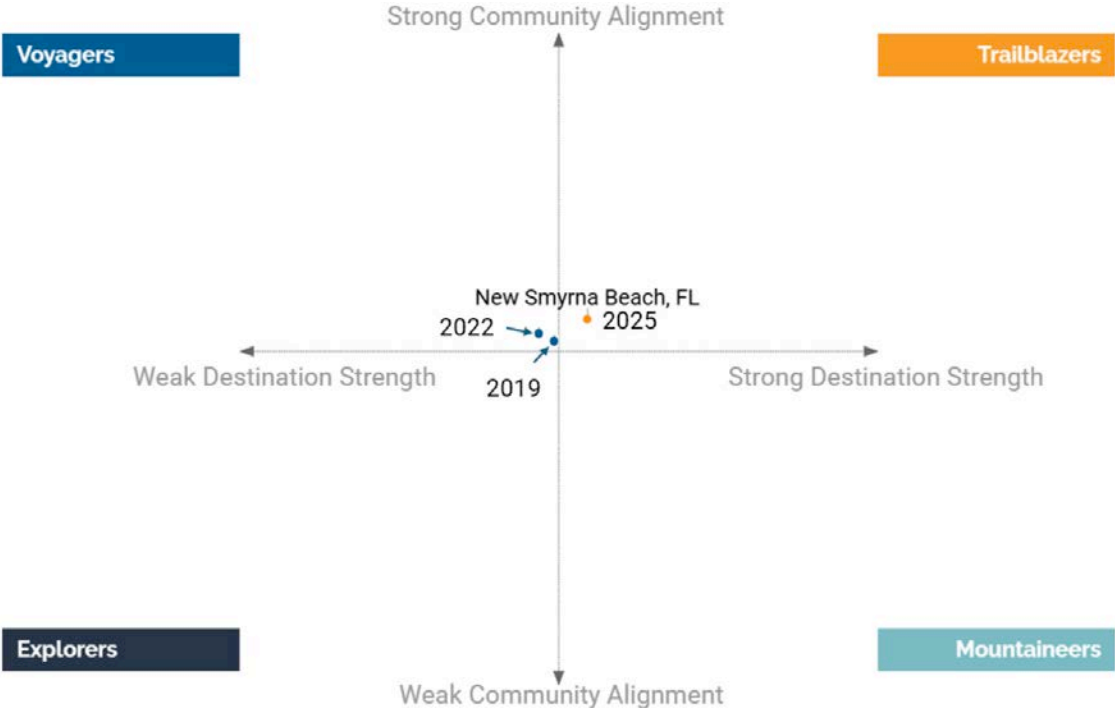 Strong Community Alignment
Voyagers
Trailblazers
New Smyrna Beach, FL
2022
2025
Weak Destination Strength
Strong Destination Strength
2019
Explorers
Mountaineers
Weak Community Alignment